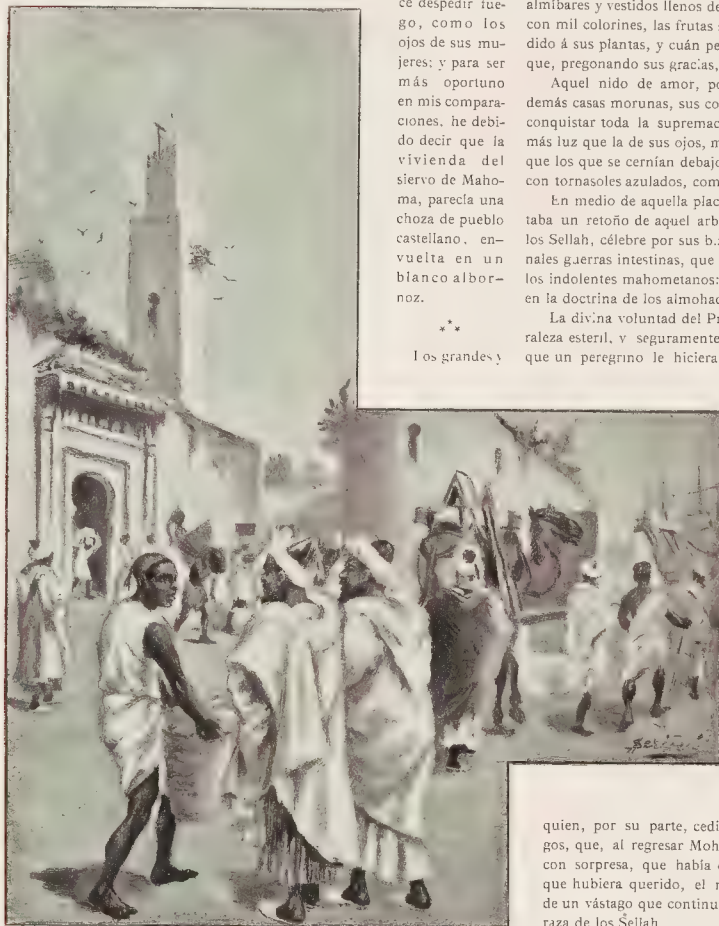 ce despedir fue-
go, como los
ojos de sus mu-
jeres; y para ser
más oportuno
en mis compara-
ciones, he debi-
do decir que la
vivienda del
siervo de Maho-
ma, parecía una
choza de pueblo
castellano, en-
vuelta en un
blanco albor-
noz.
***
Los grandes y
almíbares y vestidos llenos de
con mil colorines, las frutas
dido á sus plantas, y cuán pe
que, pregonando sus gracias,
Aquel nido de amor, po
demás casas morunas, sus co
conquistar toda la supremac
más luz que la de sus ojos, m
que los que se cernían debajo
con tornasoles azulados, com
En medio de aquella plac
taba un retoño de aquel arb
los Sellah, célebre por sus
nales guerras intestinas, que
los indolentes mahometanos:
en la doctrina de los almohad
La divina voluntad del Pr
raleza esteril, y seguramente
que un peregrino le hiciera
quien, por su parte, cedi
gos, que, al regresar Moh
con sorpresa, que había
que hubiera querido, el
de un vástago que continu
raza de los Sellah.